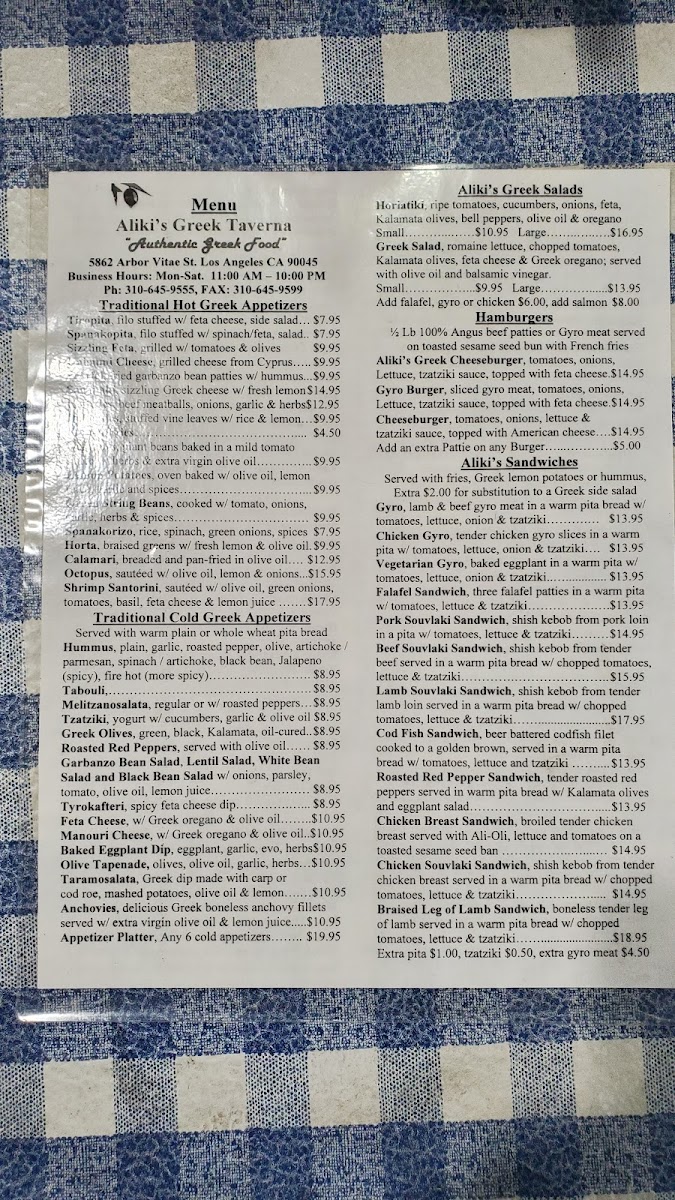 Menu
Aliki's Greek Taverna
"Authentic Greek Food"
5862 Arbor Vitae St. Los Angeles CA 90045
Business Hours: Mon-Sat. 11:00 AM – 10:00 PM
Ph: 310-645-9555, FAX: 310-645-9599
Traditional Hot Greek Appetizers
Tiropita, filo stuffed w/ feta cheese, side salad... $7.95
Spanakopita, filo stuffed w/ spinach/feta, salad.. $7.95
Sizzling Feta, grilled w/ tomatoes & olives $9.95
Cheese, grilled cheese from Cyprus..... $9.95
garbanzo bean patties w/ hummus...$9.95
sizzling Greek cheese w/ fresh lemon $14.95
beef meatballs, onions, garlic & herbs $12.95
stuffed vine leaves w/ rice & lemon...$9.95
$4.50
beans baked in a mild tomato
herbs & extra virgin olive oil................$9.95
oven baked w/ olive oil, lemon
and spices....................................$9.95
String Beans, cooked w/ tomato, onions,
herbs & spices.................................... $9.95
Spanakorizo, rice, spinach, green onions, spices $7.95
Horta, braised greens w/ fresh lemon & olive oil. $9.95
Calamari, breaded and pan-fried in olive oil.... $12.95
Octopus, sautéed w/ olive oil, lemon & onions...$15.95
Shrimp Santorini, sautéed w/ olive oil, green onions,
tomatoes, basil, feta cheese & lemon juice .......$17.95
Traditional Cold Greek Appetizers
Served with warm plain or whole wheat pita bread
Hummus, plain, garlic, roasted pepper, olive, artichoke /
parmesan, spinach / artichoke, black bean, Jalapeno
(spicy), fire hot (more spicy)............................$8.95
Tabouli,................................................$8.95
Melitzanosalata, regular or w/ roasted peppers...$8.95
Tzatziki, yogurt w/ cucumbers, garlic & olive oil $8.95
Greek Olives, green, black, Kalamata, oil-cured..$8.95
Roasted Red Peppers, served with olive oil...... $8.95
Garbanzo Bean Salad, Lentil Salad, White Bean
Salad and Black Bean Salad w/ onions, parsley,
tomato, olive oil, lemon juice............................ $8.95
Tyrokafteri, spicy feta cheese dip......................$8.95
Feta Cheese, w/ Greek oregano & olive oil.......$10.95
Manouri Cheese, w/ Greek oregano & olive oil..$10.95
Baked Eggplant Dip, eggplant, garlic, evo, herbs$10.95
Olive Tapenade, olives, olive oil, garlic, herbs...$10.95
Taramosalata, Greek dip made with carp or
cod roe, mashed potatoes, olive oil & lemon.......$10.95
Anchovies, delicious Greek boneless anchovy fillets
served w/ extra virgin olive oil & lemon juice.....$10.95
Appetizer Platter, Any 6 cold appetizers........ $19.95
Aliki's Greek Salads
Horiatiki, ripe tomatoes, cucumbers, onions, feta,
Kalamata olives, bell peppers, olive oil & oregano
Small...................$10.95 Large.................$16.95
Greek Salad, romaine lettuce, chopped tomatoes,
Kalamata olives, feta cheese & Greek oregano; served
with olive oil and balsamic vinegar.
Small...................$9.95 Large..................$13.95
Add falafel, gyro or chicken $6.00, add salmon $8.00
Hamburgers
½ Lb 100% Angus beef patties or Gyro meat served
on toasted sesame seed bun with French fries
Aliki's Greek Cheeseburger, tomatoes, onions,
Lettuce, tzatziki sauce, topped with feta cheese.$14.95
Gyro Burger, sliced gyro meat, tomatoes, onions,
Lettuce, tzatziki sauce, topped with feta cheese.$14.95
Cheeseburger, tomatoes, onions, lettuce &
tzatziki sauce, topped with American cheese....$14.95
Add an extra Pattie on any Burger...................$5.00
Aliki's Sandwiches
Served with fries, Greek lemon potatoes or hummus,
Extra $2.00 for substitution to a Greek side salad
Gyro, lamb & beef gyro meat in a warm pita bread w/
tomatoes, lettuce, onion & tzatziki............. $13.95
Chicken Gyro, tender chicken gyro slices in a warm
pita w/ tomatoes, lettuce, onion & tzatziki.... $13.95
Vegetarian Gyro, baked eggplant in a warm pita w/
tomatoes, lettuce, onion & tzatziki.................$13.95
Falafel Sandwich, three falafel patties in a warm pita
w/ tomatoes, lettuce & tzatziki........................$13.95
Pork Souvlaki Sandwich, shish kebob from pork loin
in a pita w/ tomatoes, lettuce & tzatziki...........$14.95
Beef Souvlaki Sandwich, shish kebob from tender
beef served in a warm pita bread w/ chopped tomatoes,
lettuce & tzatziki.........................................$15.95
Lamb Souvlaki Sandwich, shish kebob from tender
lamb loin served in a warm pita bread w/ chopped
tomatoes, lettuce & tzatziki...........................$17.95
Cod Fish Sandwich, beer battered codfish filet
cooked to a golden brown, served in a warm pita
bread w/ tomatoes, lettuce and tzatziki ..........$13.95
Roasted Red Pepper Sandwich, tender roasted red
peppers served in warm pita bread w/ Kalamata olives
and eggplant salad.......................................$13.95
Chicken Breast Sandwich, broiled tender chicken
breast served with Ali-Oli, lettuce and tomatoes on a
toasted sesame seed ban ............................ $14.95
Chicken Souvlaki Sandwich, shish kebob from tender
chicken breast served in a warm pita bread w/ chopped
tomatoes, lettuce & tzatziki........................ $14.95
Braised Leg of Lamb Sandwich, boneless tender leg
of lamb served in a warm pita bread w/ chopped
tomatoes, lettuce & tzatziki............................$18.95
Extra pita $1.00, tzatziki $0.50, extra gyro meat $4.50